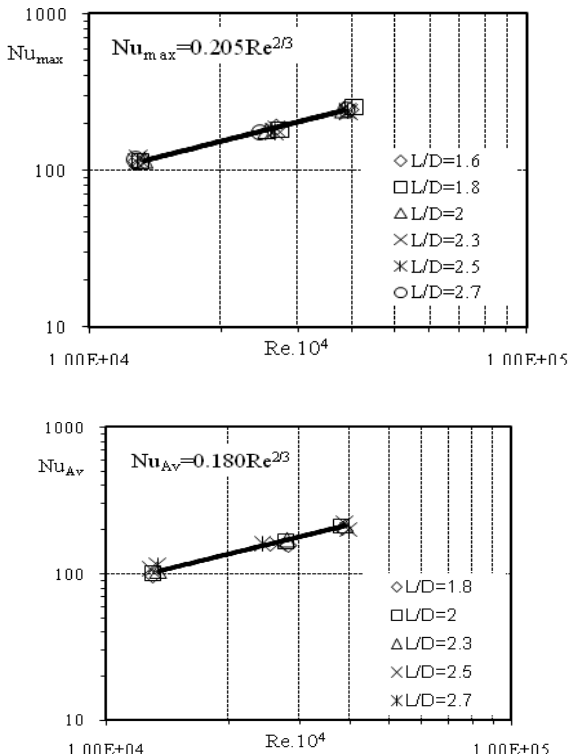 1000
Nu_max
Nu_max=0.205Re^2/3
100
◇L/D=1.6
□L/D=1.8
△L/D=2
×L/D=2.3
ӿL/D=2.5
○L/D=2.7
10
1.00E+04
Re.10^4
1.00E+05
1000
Nu_Av
Nu_Av=0.180Re^2/3
100
◇L/D=1.8
□L/D=2
△L/D=2.3
×L/D=2.5
ӿL/D=2.7
10
1.00E+04
Re.10^4
1.00E+05